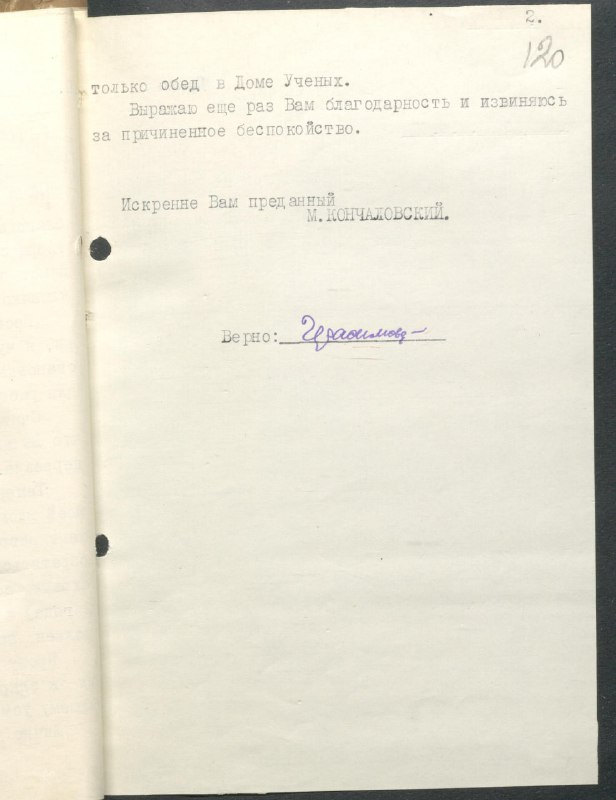 2.
120
только обед в Доме Ученых.
Выражаю еще раз Вам благодарность и извиняюсь
за причиненное беспокойство.
Искренне Вам преданный
М. КОНЧАЛОВСКИЙ.
Верно: Герасимова